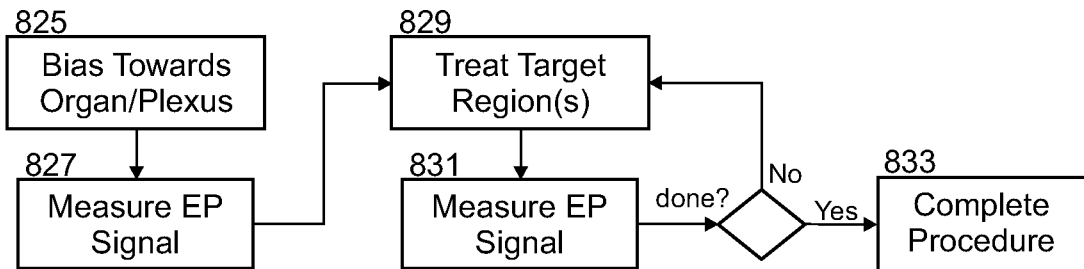 825
Bias Towards
Organ/Plexus
827
Measure EP
Signal
829
Treat Target
Region(s)
831
Measure EP
Signal
done?
No
Yes
833
Complete
Procedure